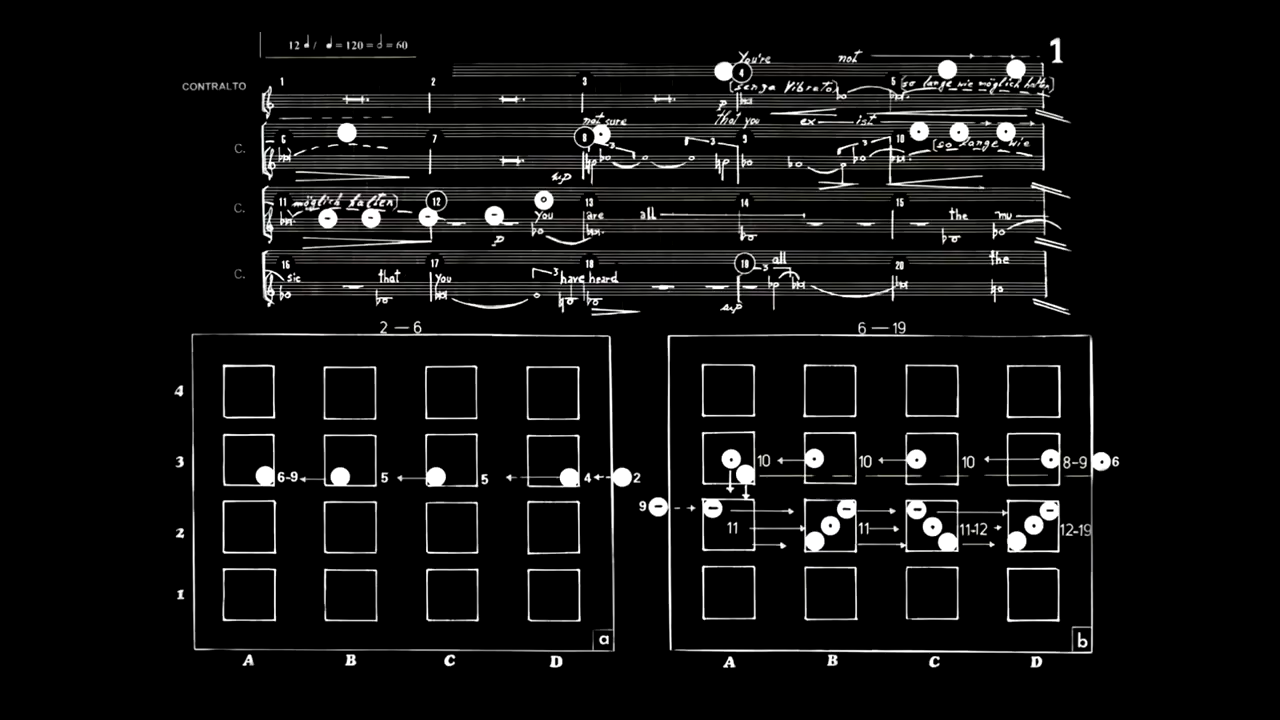 12 ♩ / ♩ = 120 = 𝅗𝅥 = 60
1
You're not
CONTRALTO 1 2 3 4 5
(senza vibrato) (so lange wie möglich halten)
p
not sure that you ex — ist
C. 6 7 8 9 10
3 3 3
(so lange wie
C. 11 möglich halten) 12 13 14 15
You are all the mu
p
C. 16 17 18 19 20
sic that you have heard all the
3 3
2 — 6
6 — 19
4
3
6-9 5 5 4 2
10 10 10 8-9 6
9
2
11 11 11-12 12-19
1
a
b
A B C D
A B C D